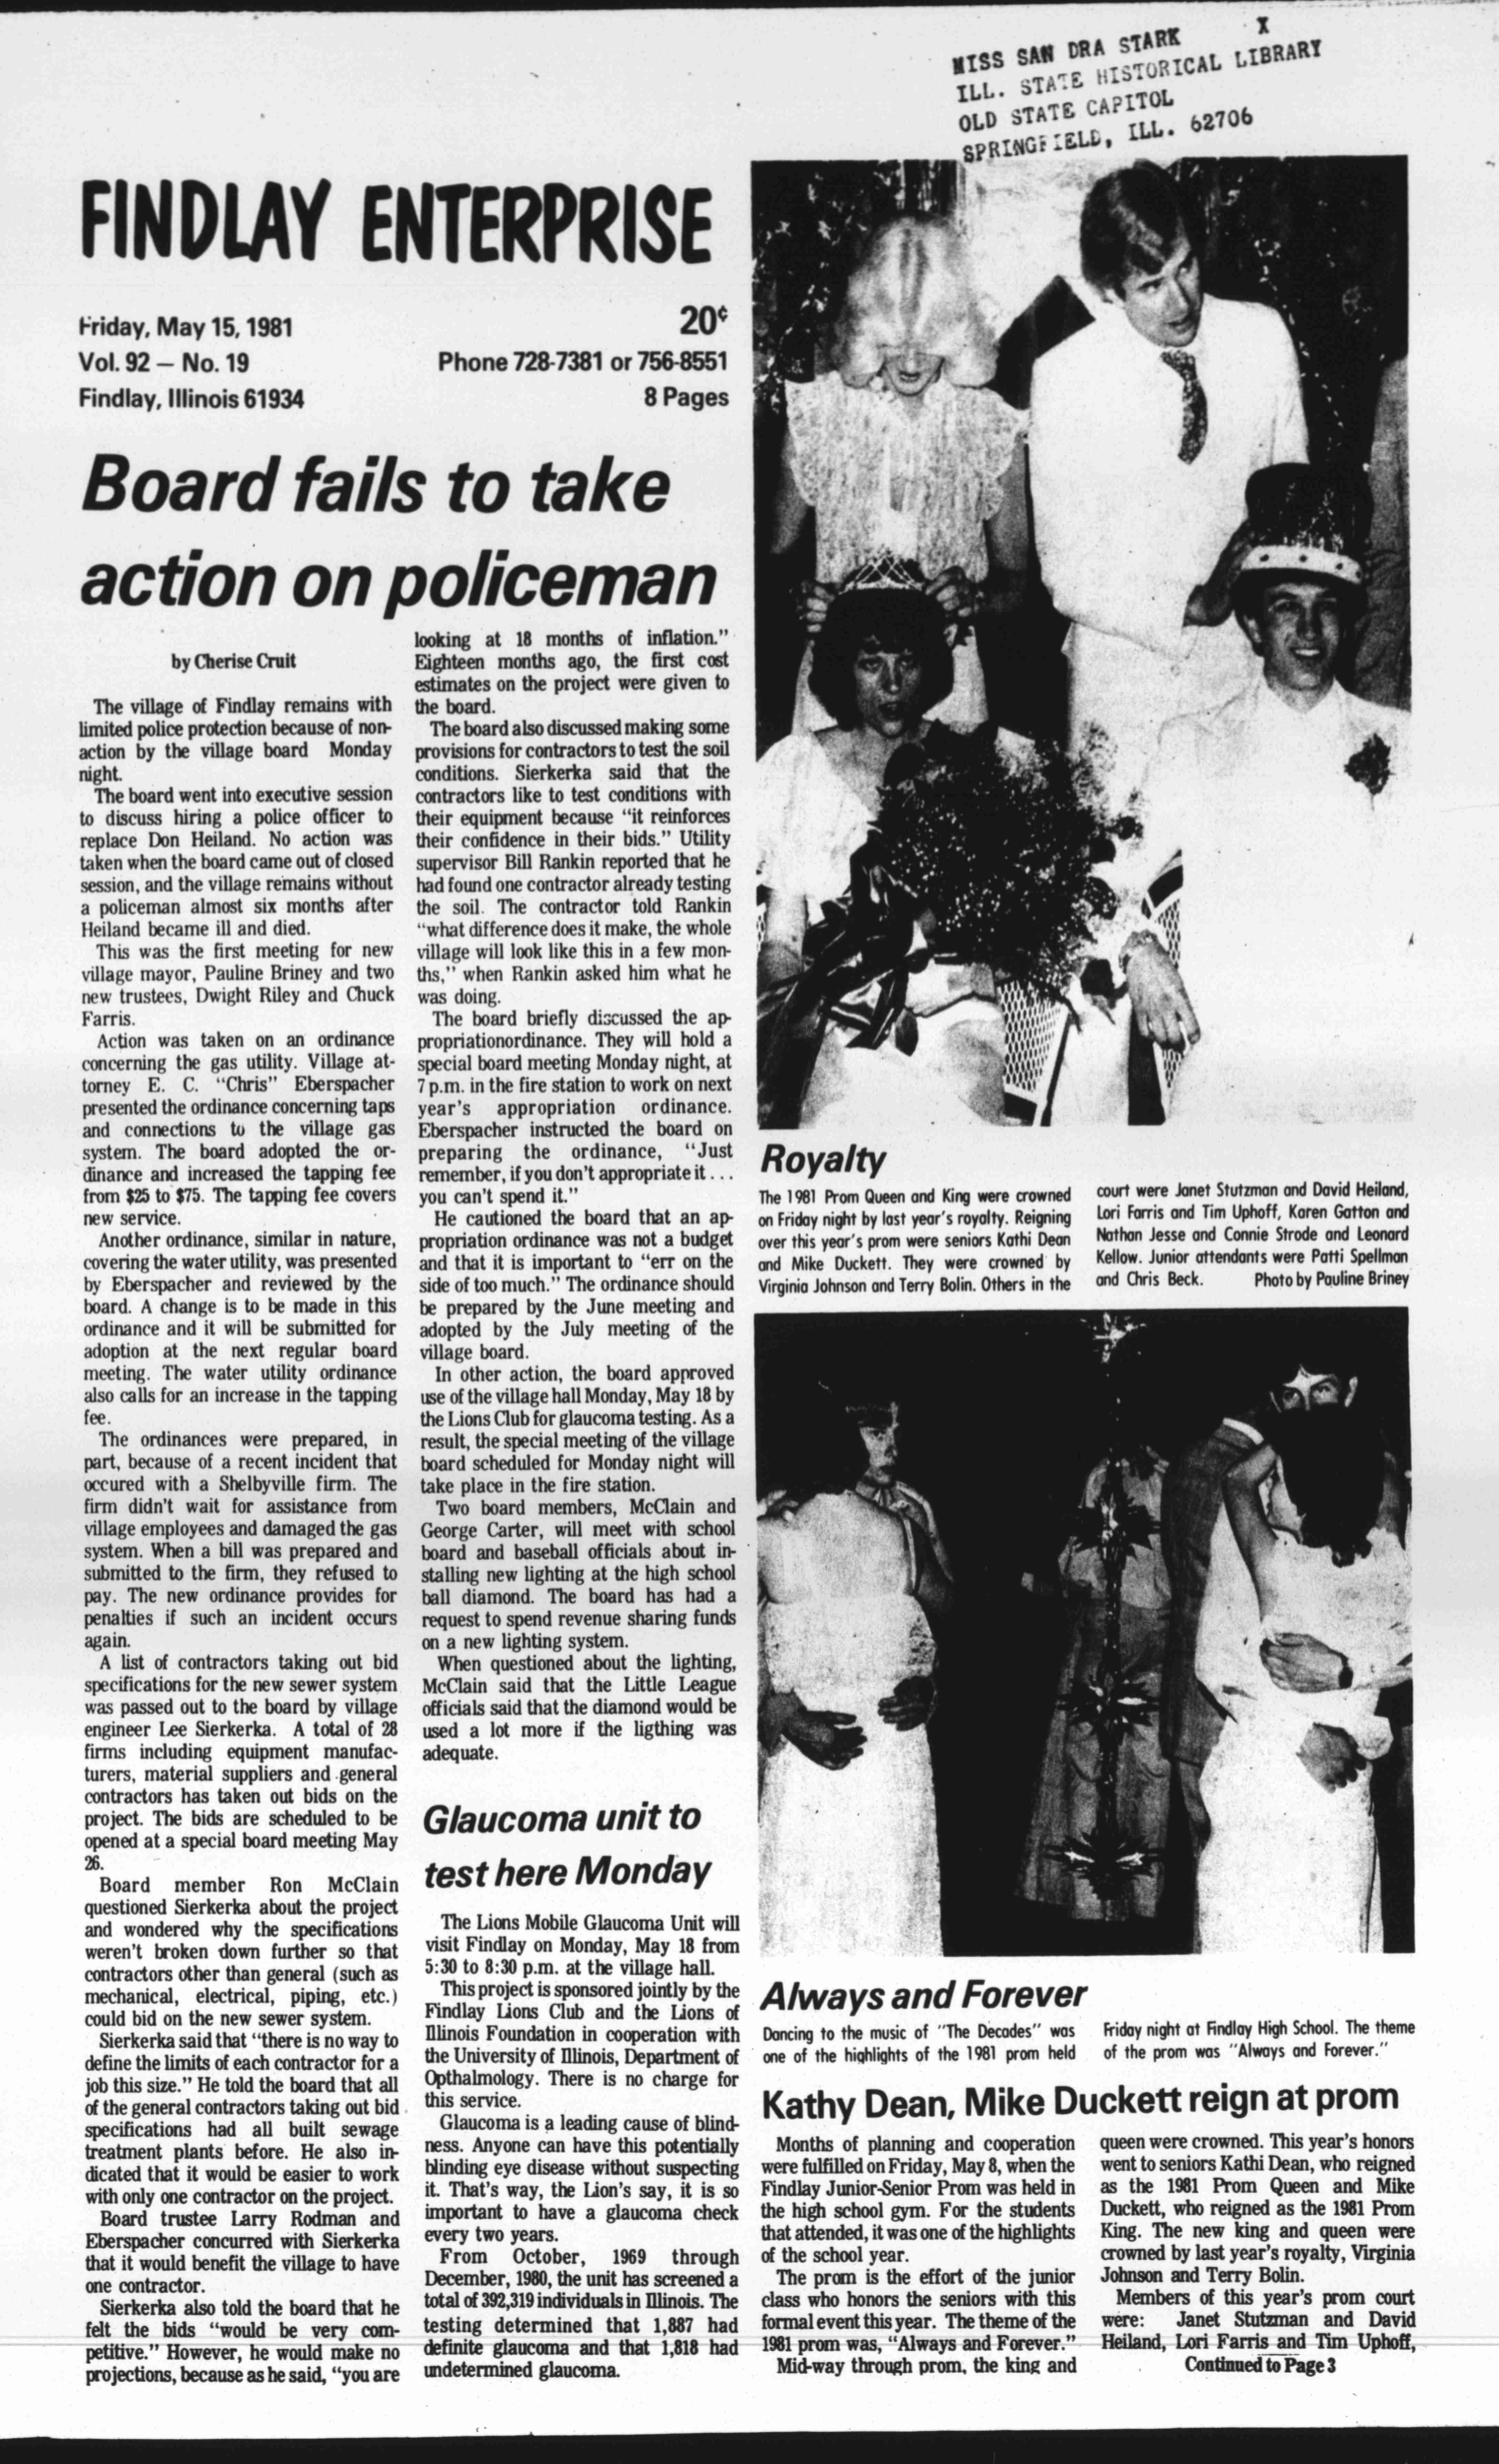 MISS SAN DRA STARK X
ILL. STATE HISTORICAL LIBRARY
OLD STATE CAPITOL
SPRINGFIELD, ILL. 62706
FINDLAY ENTERPRISE
Friday, May 15, 1981
Vol. 92 — No. 19
Findlay, Illinois 61934
20¢
Phone 728-7381 or 756-8551
8 Pages
Board fails to take
action on policeman
by Cherise Cruit
The village of Findlay remains with
limited police protection because of non-
action by the village board Monday
night.
The board went into executive session
to discuss hiring a police officer to
replace Don Heiland. No action was
taken when the board came out of closed
session, and the village remains without
a policeman almost six months after
Heiland became ill and died.
This was the first meeting for new
village mayor, Pauline Briney and two
new trustees, Dwight Riley and Chuck
Farris.
Action was taken on an ordinance
concerning the gas utility. Village at-
torney E. C. "Chris" Eberspacher
presented the ordinance concerning taps
and connections to the village gas
system. The board adopted the or-
dinance and increased the tapping fee
from $25 to $75. The tapping fee covers
new service.
Another ordinance, similar in nature,
covering the water utility, was presented
by Eberspacher and reviewed by the
board. A change is to be made in this
ordinance and it will be submitted for
adoption at the next regular board
meeting. The water utility ordinance
also calls for an increase in the tapping
fee.
The ordinances were prepared, in
part, because of a recent incident that
occured with a Shelbyville firm. The
firm didn't wait for assistance from
village employees and damaged the gas
system. When a bill was prepared and
submitted to the firm, they refused to
pay. The new ordinance provides for
penalties if such an incident occurs
again.
A list of contractors taking out bid
specifications for the new sewer system
was passed out to the board by village
engineer Lee Sierkerka. A total of 28
firms including equipment manufac-
turers, material suppliers and general
contractors has taken out bids on the
project. The bids are scheduled to be
opened at a special board meeting May
26.
Board member Ron McClain
questioned Sierkerka about the project
and wondered why the specifications
weren't broken down further so that
contractors other than general (such as
mechanical, electrical, piping, etc.)
could bid on the new sewer system.
Sierkerka said that "there is no way to
define the limits of each contractor for a
job this size." He told the board that all
of the general contractors taking out bid
specifications had all built sewage
treatment plants before. He also in-
dicated that it would be easier to work
with only one contractor on the project.
Board trustee Larry Rodman and
Eberspacher concurred with Sierkerka
that it would benefit the village to have
one contractor.
Sierkerka also told the board that he
felt the bids "would be very com-
petitive." However, he would make no
projections, because as he said, "you are
looking at 18 months of inflation."
Eighteen months ago, the first cost
estimates on the project were given to
the board.
The board also discussed making some
provisions for contractors to test the soil
conditions. Sierkerka said that the
contractors like to test conditions with
their equipment because "it reinforces
their confidence in their bids." Utility
supervisor Bill Rankin reported that he
had found one contractor already testing
the soil. The contractor told Rankin
"what difference does it make, the whole
village will look like this in a few mon-
ths," when Rankin asked him what he
was doing.
The board briefly discussed the ap-
propriationordinance. They will hold a
special board meeting Monday night, at
7 p.m. in the fire station to work on next
year's appropriation ordinance.
Eberspacher instructed the board on
preparing the ordinance, "Just
remember, if you don't appropriate it . . .
you can't spend it."
He cautioned the board that an ap-
propriation ordinance was not a budget
and that it is important to "err on the
side of too much." The ordinance should
be prepared by the June meeting and
adopted by the July meeting of the
village board.
In other action, the board approved
use of the village hall Monday, May 18 by
the Lions Club for glaucoma testing. As a
result, the special meeting of the village
board scheduled for Monday night will
take place in the fire station.
Two board members, McClain and
George Carter, will meet with school
board and baseball officials about in-
stalling new lighting at the high school
ball diamond. The board has had a
request to spend revenue sharing funds
on a new lighting system.
When questioned about the lighting,
McClain said that the Little League
officials said that the diamond would be
used a lot more if the ligthing was
adequate.
Glaucoma unit to
test here Monday
The Lions Mobile Glaucoma Unit will
visit Findlay on Monday, May 18 from
5:30 to 8:30 p.m. at the village hall.
This project is sponsored jointly by the
Findlay Lions Club and the Lions of
Illinois Foundation in cooperation with
the University of Illinois, Department of
Opthalmology. There is no charge for
this service.
Glaucoma is a leading cause of blind-
ness. Anyone can have this potentially
blinding eye disease without suspecting
it. That's way, the Lion's say, it is so
important to have a glaucoma check
every two years.
From October, 1969 through
December, 1980, the unit has screened a
total of 392,319 individuals in Illinois. The
testing determined that 1,887 had
definite glaucoma and that 1,818 had
undetermined glaucoma.
Royalty
The 1981 Prom Queen and King were crowned
on Friday night by last year's royalty. Reigning
over this year's prom were seniors Kathi Dean
and Mike Duckett. They were crowned by
Virginia Johnson and Terry Bolin. Others in the
court were Janet Stutzman and David Heiland,
Lori Farris and Tim Uphoff, Karen Gatton and
Nathan Jesse and Connie Strode and Leonard
Kellow. Junior attendants were Patti Spellman
and Chris Beck. Photo by Pauline Briney
Always and Forever
Dancing to the music of "The Decades" was
one of the highlights of the 1981 prom held
Friday night at Findlay High School. The theme
of the prom was "Always and Forever."
Kathy Dean, Mike Duckett reign at prom
Months of planning and cooperation
were fulfilled on Friday, May 8, when the
Findlay Junior-Senior Prom was held in
the high school gym. For the students
that attended, it was one of the highlights
of the school year.
The prom is the effort of the junior
class who honors the seniors with this
formal event this year. The theme of the
1981 prom was, "Always and Forever."
Mid-way through prom, the king and
queen were crowned. This year's honors
went to seniors Kathi Dean, who reigned
as the 1981 Prom Queen and Mike
Duckett, who reigned as the 1981 Prom
King. The new king and queen were
crowned by last year's royalty, Virginia
Johnson and Terry Bolin.
Members of this year's prom court
were: Janet Stutzman and David
Heiland, Lori Farris and Tim Uphoff,
Continued to Page 3